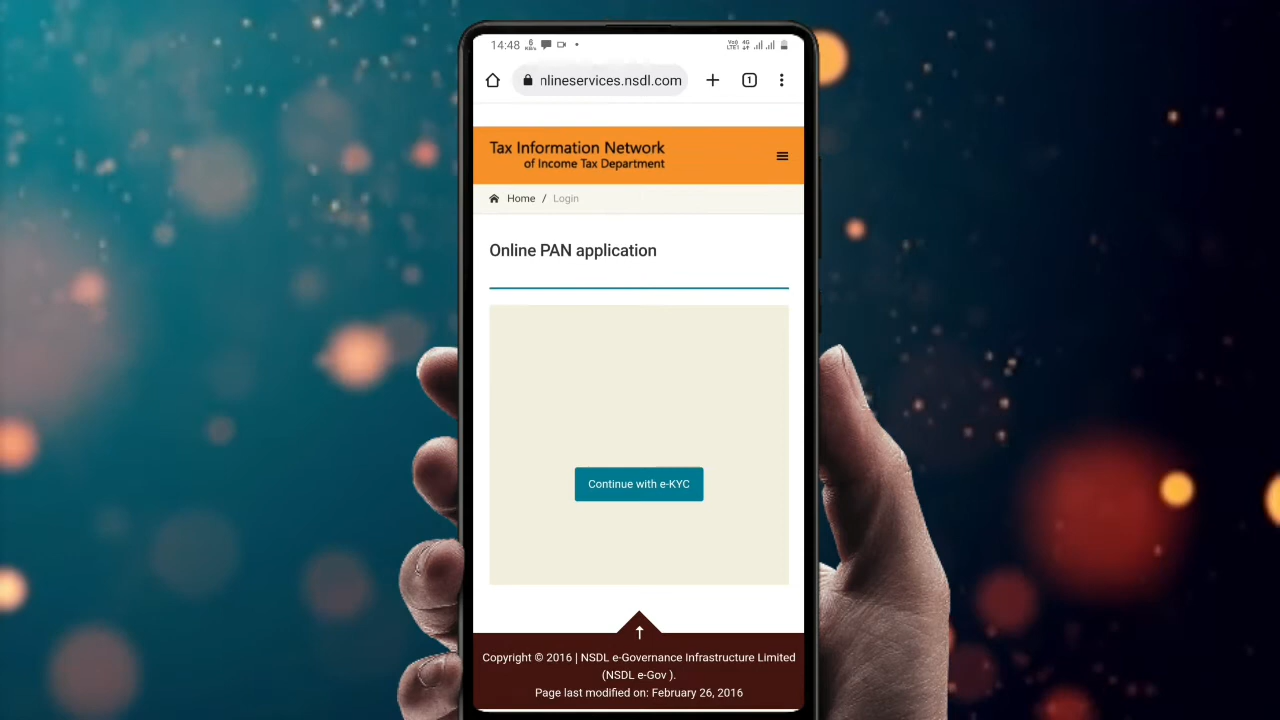 14:48
nlineservices.nsdl.com
1
Tax Information Network
of Income Tax Department
Home / Login
Online PAN application
Continue with e-KYC
Copyright © 2016 | NSDL e-Governance Infrastructure Limited
(NSDL e-Gov ).
Page last modified on: February 26, 2016